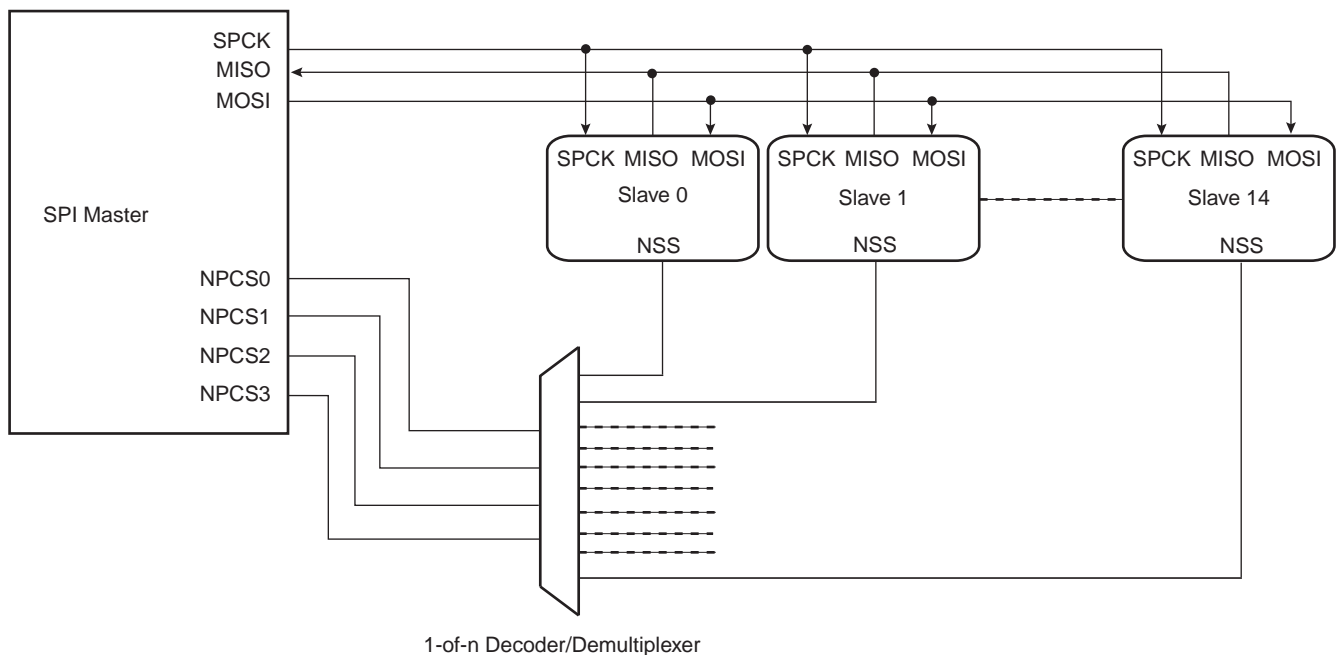 SPI Master
SPCK
MISO
MOSI
NPCS0
NPCS1
NPCS2
NPCS3
SPCK MISO MOSI
Slave 0
NSS
SPCK MISO MOSI
Slave 1
NSS
SPCK MISO MOSI
Slave 14
NSS
1-of-n Decoder/Demultiplexer